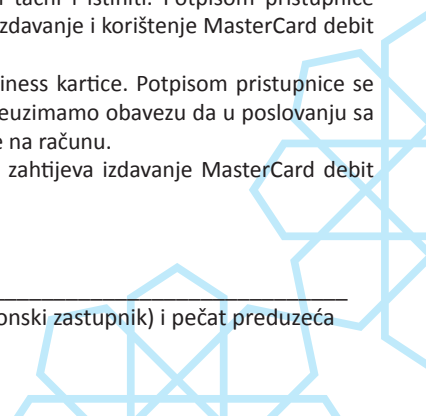 tačni i istiniti. Potpisom pristupnice
izdavanje i korištenje MasterCard debit
iness kartice. Potpisom pristupnice se
euzimamo obavezu da u poslovanju sa
e na računu.
zahtijeva izdavanje MasterCard debit
onski zastupnik) i pečat preduzeća